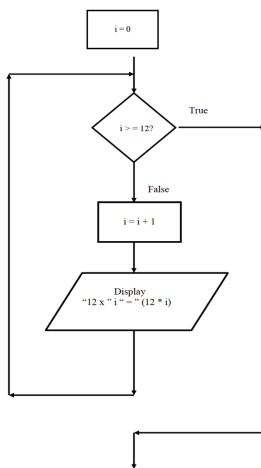 i = 0
True
i > = 12?
False
i = i + 1
Display
“12 x ” i “ = ” (12 * i)